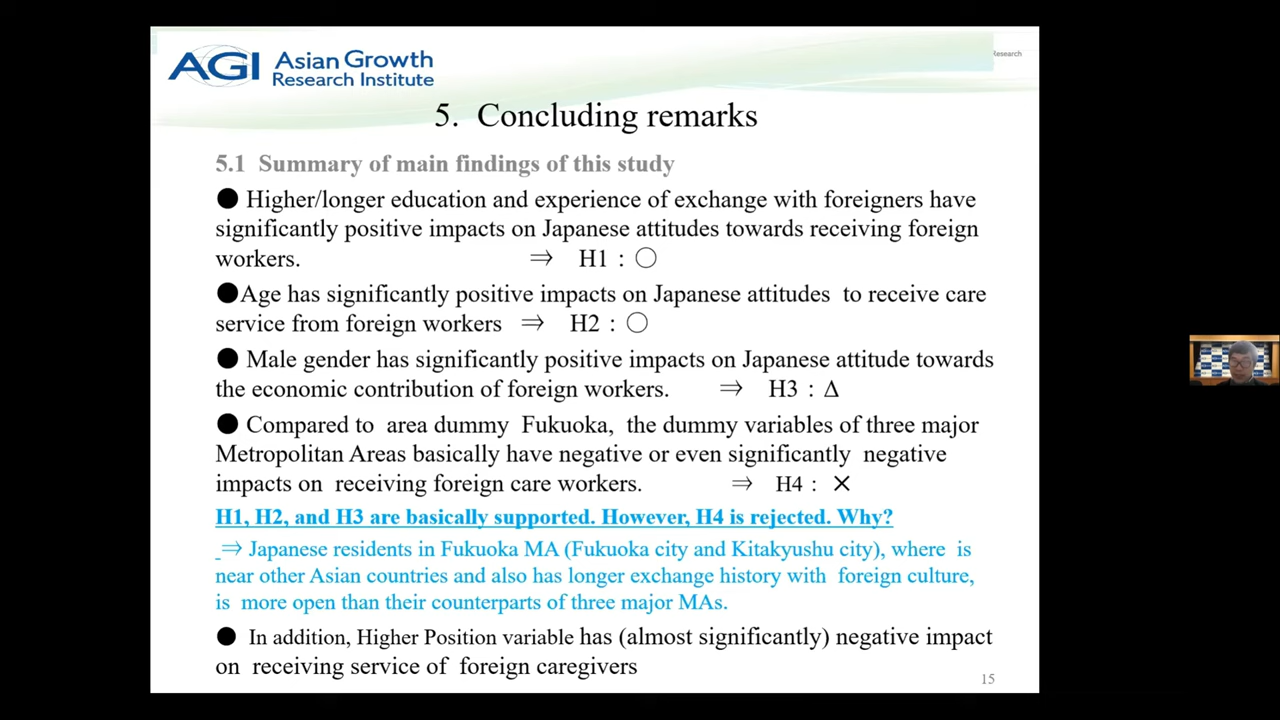 AGI Asian Growth
Research Institute
Research
5. Concluding remarks
5.1 Summary of main findings of this study
● Higher/longer education and experience of exchange with foreigners have
significantly positive impacts on Japanese attitudes towards receiving foreign
workers. ⇒ H1 : ○
●Age has significantly positive impacts on Japanese attitudes to receive care
service from foreign workers ⇒ H2 : ○
● Male gender has significantly positive impacts on Japanese attitude towards
the economic contribution of foreign workers. ⇒ H3 : Δ
● Compared to area dummy Fukuoka, the dummy variables of three major
Metropolitan Areas basically have negative or even significantly negative
impacts on receiving foreign care workers. ⇒ H4 : ×
H1, H2, and H3 are basically supported. However, H4 is rejected. Why?
⇒ Japanese residents in Fukuoka MA (Fukuoka city and Kitakyushu city), where is
near other Asian countries and also has longer exchange history with foreign culture,
is more open than their counterparts of three major MAs.
● In addition, Higher Position variable has (almost significantly) negative impact
on receiving service of foreign caregivers
15